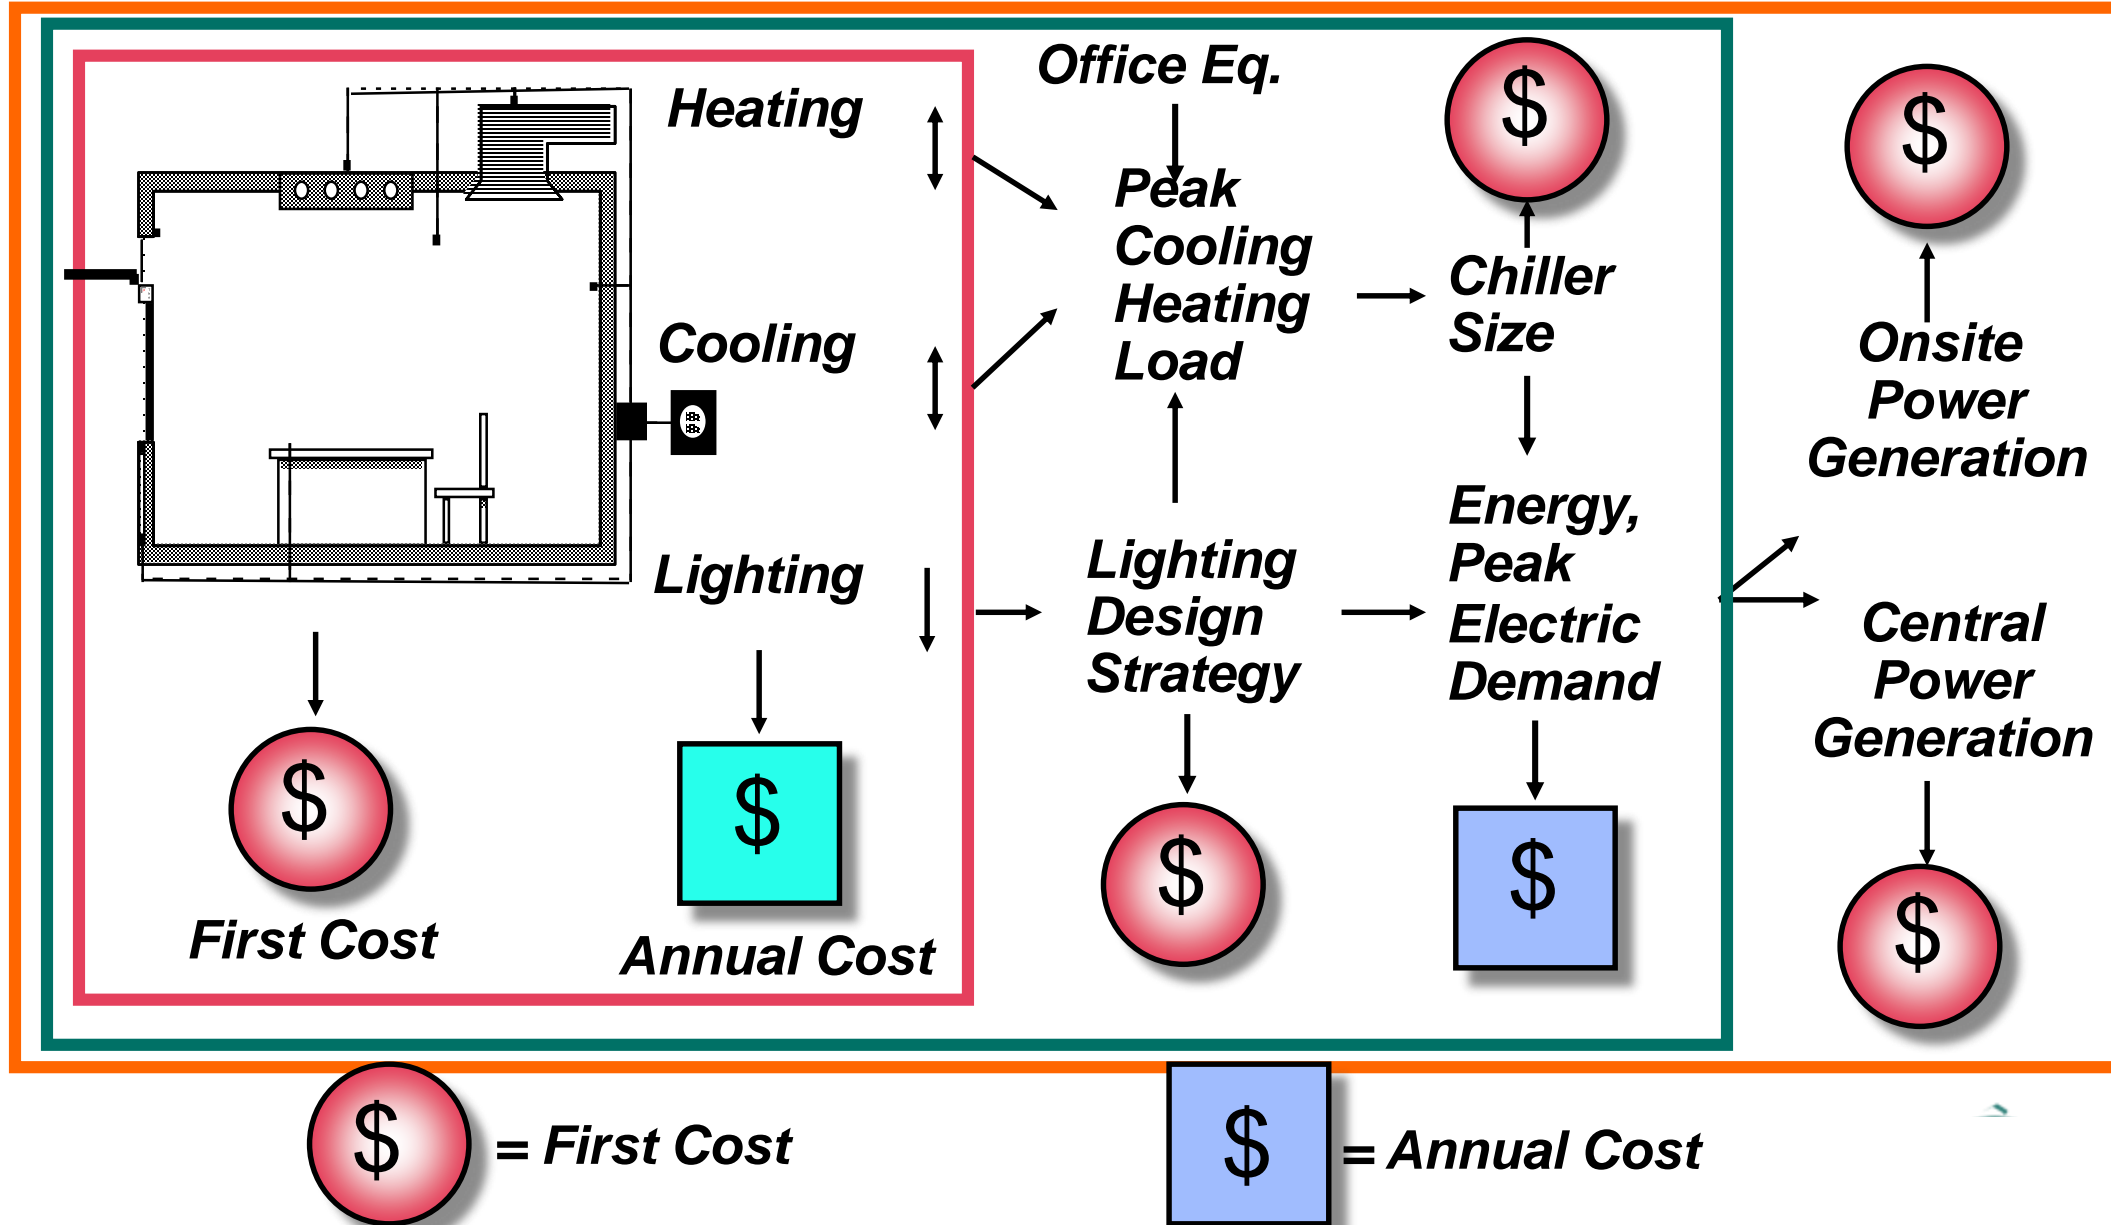 Heating
Cooling
Lighting
$
First Cost
$
Annual Cost
Office Eq.
Peak
Cooling
Heating
Load
Lighting
Design
Strategy
$
$
Chiller
Size
Energy,
Peak
Electric
Demand
$
$
Onsite
Power
Generation
Central
Power
Generation
$
$ = First Cost
$ = Annual Cost